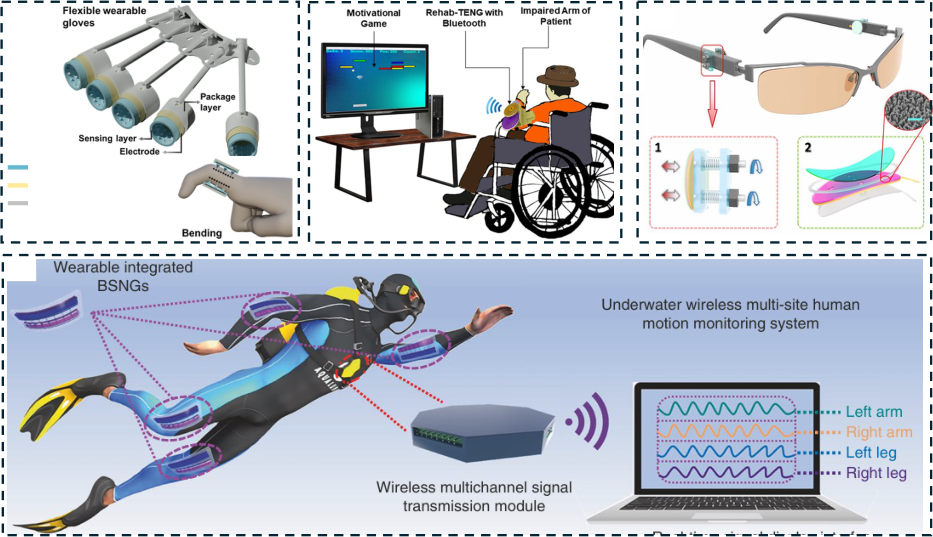 Flexible wearable
gloves
Package
layer
Sensing layer
Electrode
Bending
Motivational
Game
Rehab-TENG with
Bluetooth
Impaired Arm of
Patient
1
2
Wearable integrated
BSNGs
AQUALU
Underwater wireless multi-site human
motion monitoring system
Left arm
Right arm
Left leg
Right leg
Wireless multichannel signal
transmission module